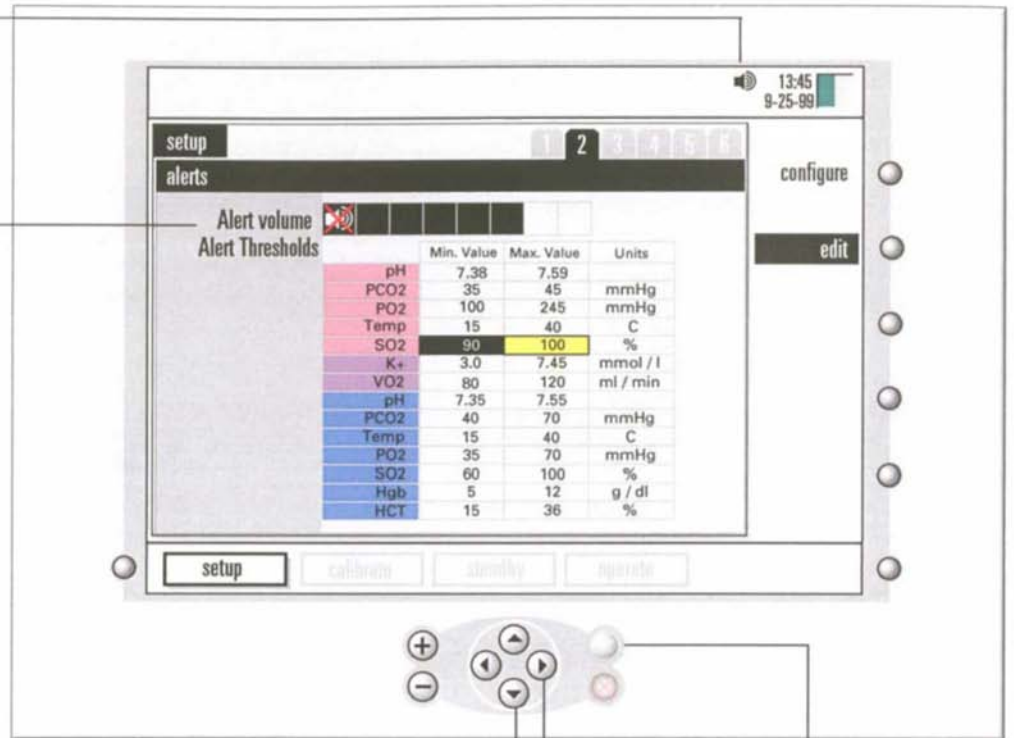 13:45
9-25-99
setup 1 2 3 4 5 6
alerts
configure
edit
Alert volume
Alert Thresholds
Min. Value Max. Value Units
pH 7.38 7.59
PCO2 35 45 mmHg
PO2 100 245 mmHg
Temp 15 40 C
SO2 90 100 %
K+ 3.0 7.45 mmol / l
VO2 80 120 ml / min
pH 7.35 7.55
PCO2 40 70 mmHg
Temp 15 40 C
PO2 35 70 mmHg
SO2 60 100 %
Hgb 5 12 g / dl
HCT 15 36 %
setup calibrate standby operate